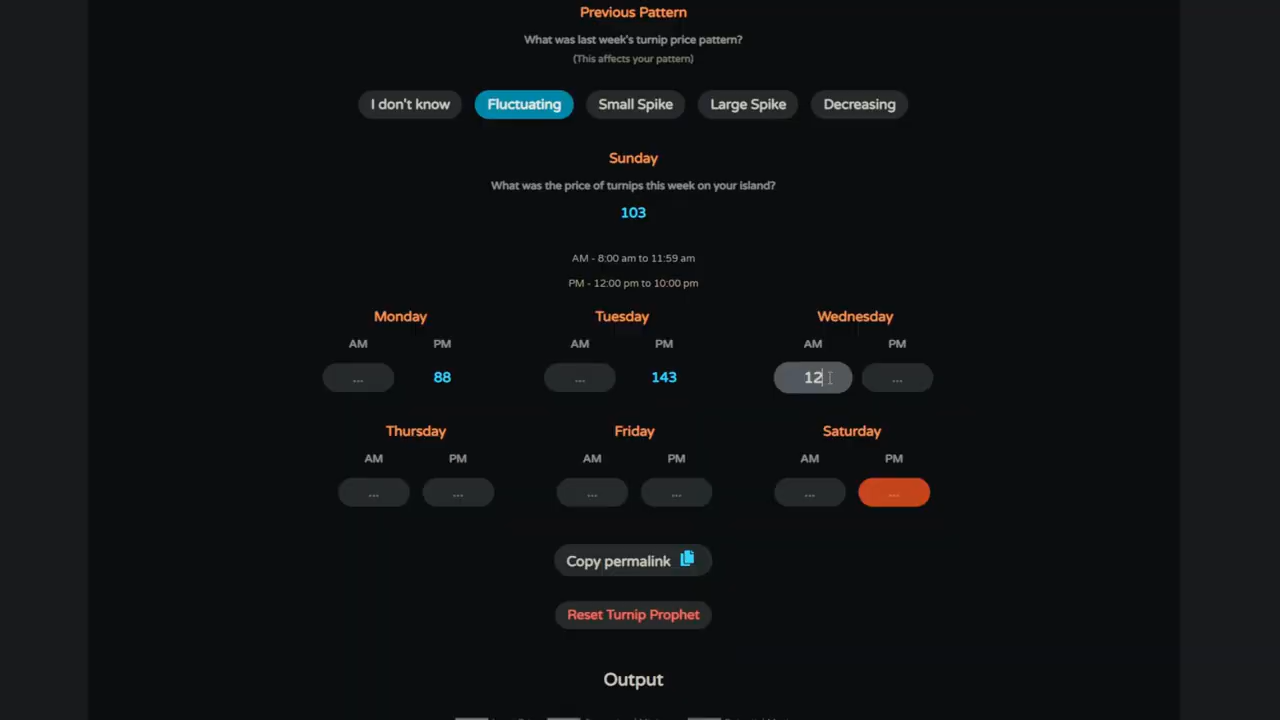 Previous Pattern
What was last week's turnip price pattern?
(This affects your pattern)
I don't know Fluctuating Small Spike Large Spike Decreasing
Sunday
What was the price of turnips this week on your island?
103
AM - 8:00 am to 11:59 am
PM - 12:00 pm to 10:00 pm
Monday Tuesday Wednesday
AM PM AM PM AM PM
... 88 ... 143 12 ...
Thursday Friday Saturday
AM PM AM PM AM PM
... ... ... ... ... ...
Copy permalink
Reset Turnip Prophet
Output